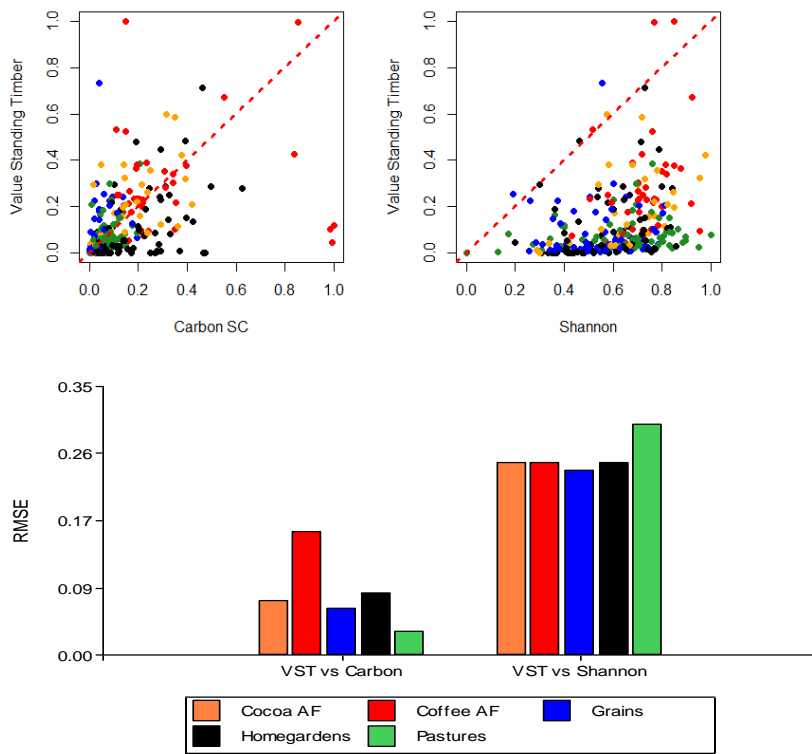 Value Standing Timber
1.0
0.8
0.6
0.4
0.2
0.0
0.0 0.2 0.4 0.6 0.8 1.0
Carbon SC
Value Standing Timber
1.0
0.8
0.6
0.4
0.2
0.0
0.0 0.2 0.4 0.6 0.8 1.0
Shannon
RMSE
0.35
0.26
0.17
0.09
0.00
VST vs Carbon VST vs Shannon
Cocoa AF Coffee AF Grains
Homegardens Pastures